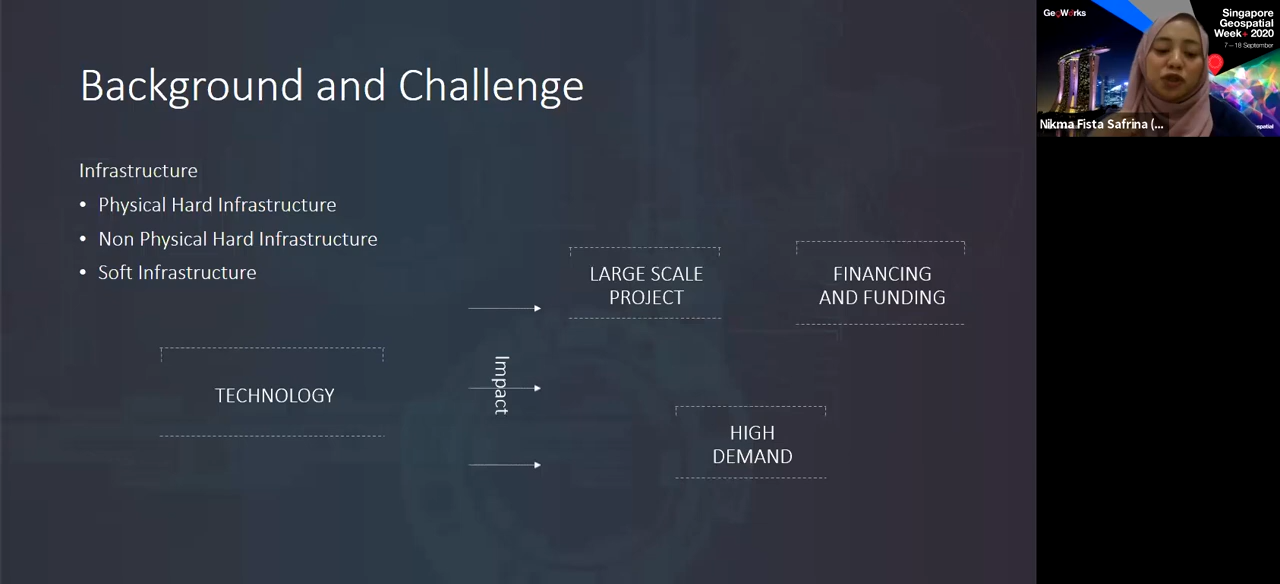 Background and Challenge
Infrastructure
• Physical Hard Infrastructure
• Non Physical Hard Infrastructure
• Soft Infrastructure
TECHNOLOGY
Impact
LARGE SCALE
PROJECT
FINANCING
AND FUNDING
HIGH
DEMAND
GeoWorks
Singapore
Geospatial
Week 2020
7 — 18 September
Nikma Fista Safrina (...